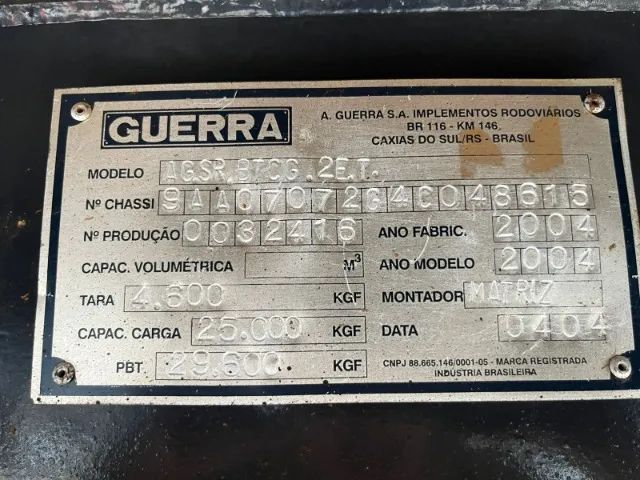 GUERRA
A. GUERRA S.A. IMPLEMENTOS RODOVIÁRIOS
BR 116 - KM 146.
CAXIAS DO SUL/RS - BRASIL
MODELO AG.SR.BTCG.2E.T.
Nº CHASSI 9AA07072G4C048615
Nº PRODUÇÃO 0032416 ANO FABRIC. 2004
CAPAC. VOLUMÉTRICA M³ ANO MODELO 2004
TARA 4.600 KGF MONTADOR MATRIZ
CAPAC. CARGA 25.000 KGF DATA 0404
PBT. 29.600 KGF CNPJ 88.665.146/0001-05 - MARCA REGISTRADA
INDÚSTRIA BRASILEIRA